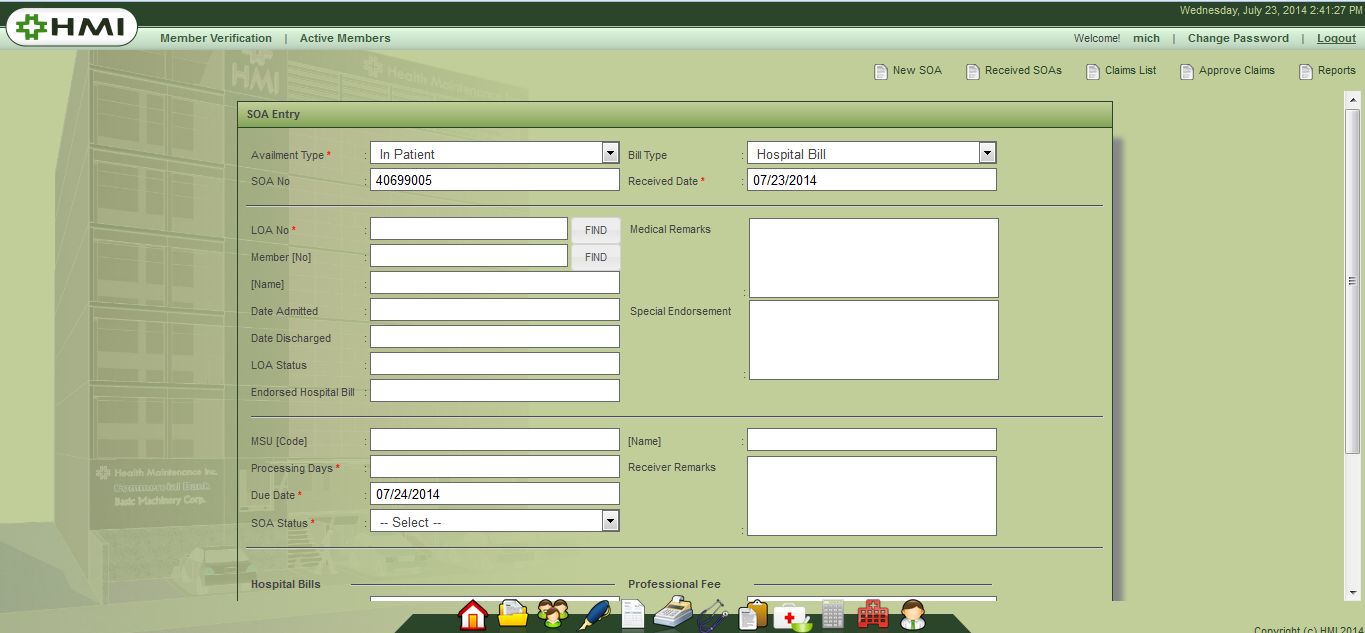 Wednesday, July 23, 2014 2:41:27 PM
HMI
Member Verification | Active Members
Welcome! mich | Change Password | Logout
New SOA Received SOAs Claims List Approve Claims Reports
HMI
Health Maintenance Inc.
SOA Entry
Availment Type * : In Patient Bill Type : Hospital Bill
SOA No : 40699005 Received Date * : 07/23/2014
LOA No * : FIND Medical Remarks :
Member [No] : FIND
[Name] :
Date Admitted : Special Endorsement :
Date Discharged :
LOA Status :
Endorsed Hospital Bill :
MSU [Code] : [Name] :
Processing Days * : Receiver Remarks :
Due Date * : 07/24/2014
SOA Status * : -- Select --
Health Maintenance Inc.
Commercial Bank
Basic Machinery Corp.
Hospital Bills Professional Fee
Copyright (c) HMI 2014